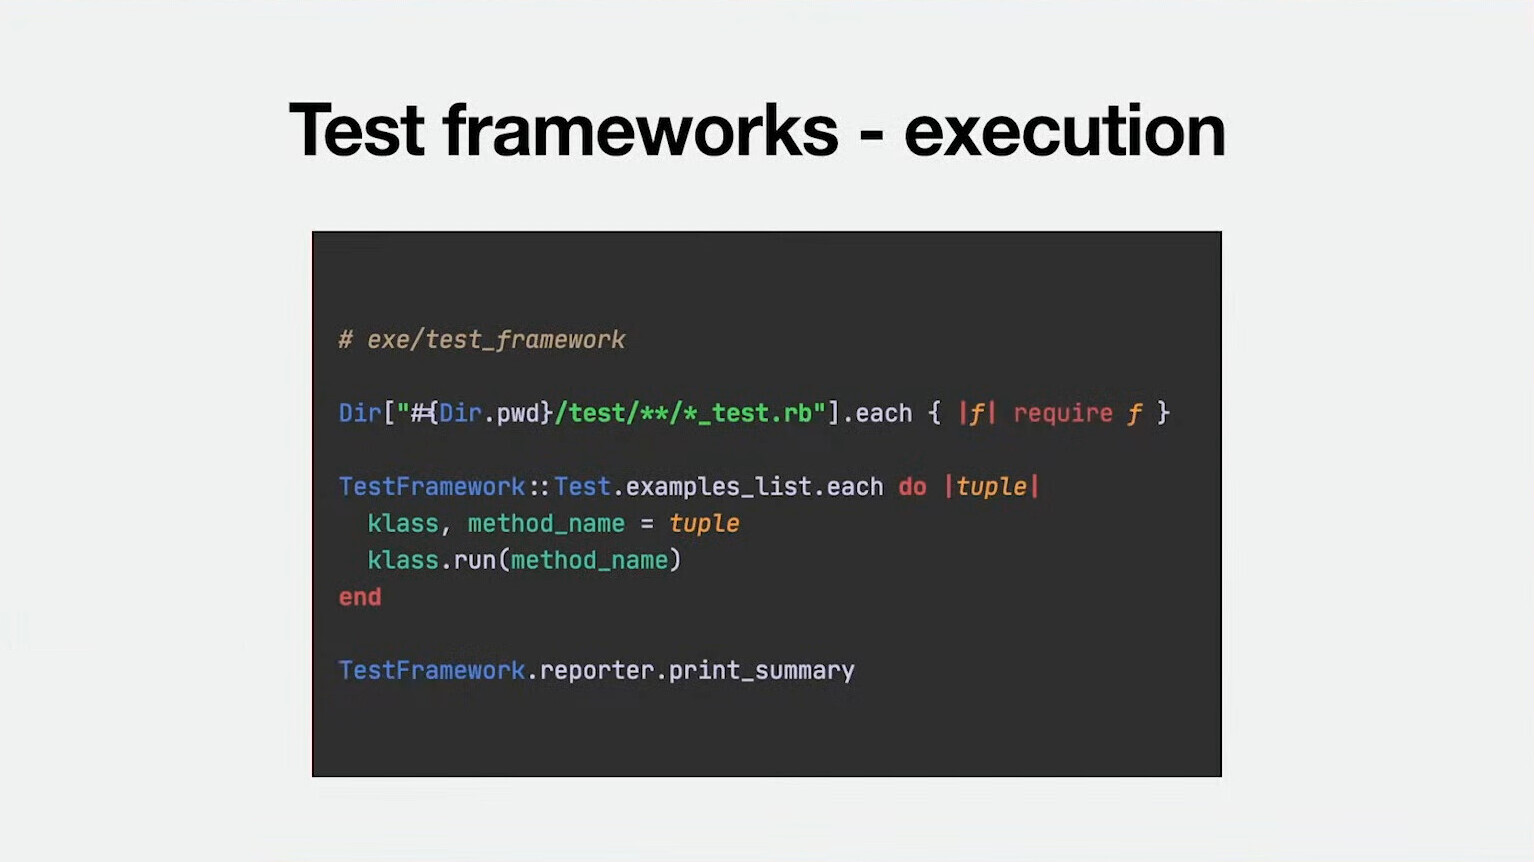 Test frameworks - execution
# exe/test_framework
Dir["#{Dir.pwd}/test/**/*_test.rb"].each { |f| require f }
TestFramework::Test.examples_list.each do |tuple|
  klass, method_name = tuple
  klass.run(method_name)
end
TestFramework.reporter.print_summary